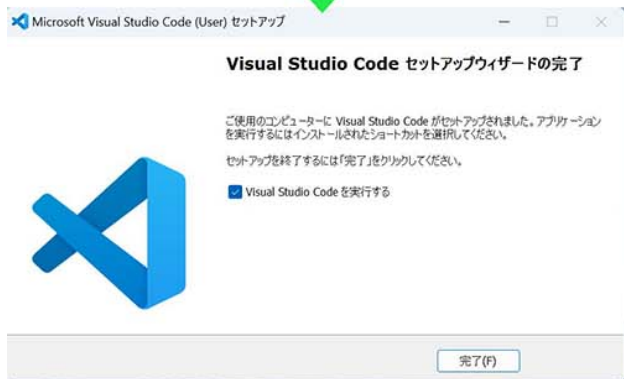 Microsoft Visual Studio Code (User) セットアップ
Visual Studio Code セットアップウィザードの完了
ご使用のコンピューターに Visual Studio Code がセットアップされました。アプリケーション
を実行するにはインストールされたショートカットを選択してください。
セットアップを終了するには「完了」をクリックしてください。
Visual Studio Code を実行する
完了(F)